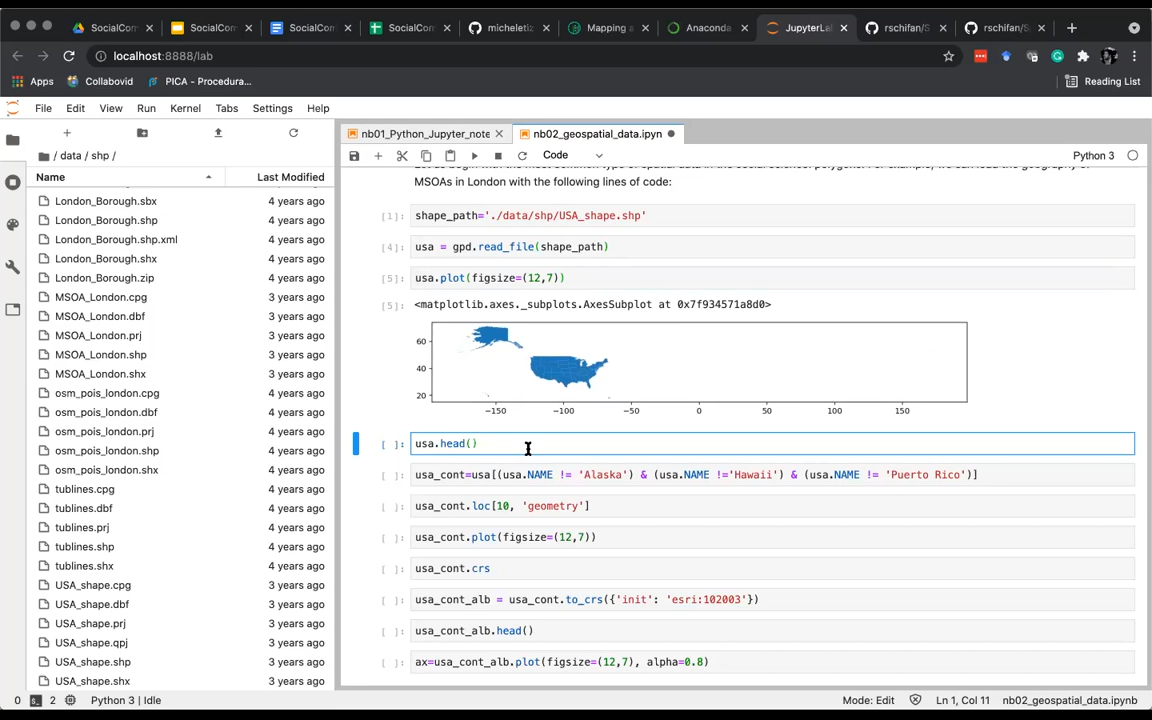 SocialCom
SocialCom
SocialCom
SocialCom
micheletiz
Mapping a
Anaconda
JupyterLa
rschifan/S
rschifan/S
localhost:8888/lab
Apps
Collabovid
PICA - Procedura...
Reading List
File Edit View Run Kernel Tabs Settings Help
nb01_Python_Jupyter_note
nb02_geospatial_data.ipyn
/ data / shp /
Code
Python 3
Name
Last Modified
London_Borough.sbx 4 years ago
London_Borough.shp 4 years ago
London_Borough.shp.xml 4 years ago
London_Borough.shx 4 years ago
London_Borough.zip 4 years ago
MSOA_London.cpg 3 years ago
MSOA_London.dbf 3 years ago
MSOA_London.prj 3 years ago
MSOA_London.shp 3 years ago
MSOA_London.shx 3 years ago
osm_pois_london.cpg 4 years ago
osm_pois_london.dbf 4 years ago
osm_pois_london.prj 4 years ago
osm_pois_london.shp 4 years ago
osm_pois_london.shx 4 years ago
tublines.cpg 4 years ago
tublines.dbf 4 years ago
tublines.prj 4 years ago
tublines.shp 4 years ago
tublines.shx 4 years ago
USA_shape.cpg 3 years ago
USA_shape.dbf 3 years ago
USA_shape.prj 3 years ago
USA_shape.qpj 3 years ago
USA_shape.shp 3 years ago
USA_shape.shx 3 years ago
MSOAs in London with the following lines of code:
[1]: shape_path='./data/shp/USA_shape.shp'
[4]: usa = gpd.read_file(shape_path)
[5]: usa.plot(figsize=(12,7))
[5]: <matplotlib.axes._subplots.AxesSubplot at 0x7f934571a8d0>
60
40
20
−150 −100 −50 0 50 100 150
[ ]: usa.head()
[ ]: usa_cont=usa[(usa.NAME != 'Alaska') & (usa.NAME !='Hawaii') & (usa.NAME != 'Puerto Rico')]
[ ]: usa_cont.loc[10, 'geometry']
[ ]: usa_cont.plot(figsize=(12,7))
[ ]: usa_cont.crs
[ ]: usa_cont_alb = usa_cont.to_crs({'init': 'esri:102003'})
[ ]: usa_cont_alb.head()
[ ]: ax=usa_cont_alb.plot(figsize=(12,7), alpha=0.8)
0 2 Python 3 | Idle
Mode: Edit Ln 1, Col 11 nb02_geospatial_data.ipynb